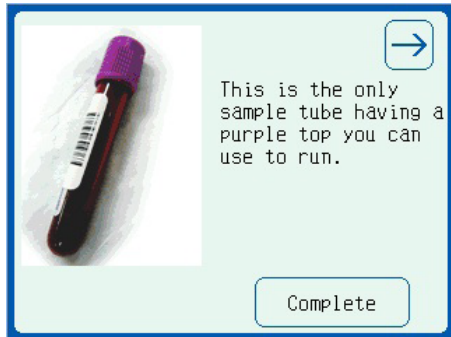 This is the only
sample tube having a
purple top you can
use to run.
Complete